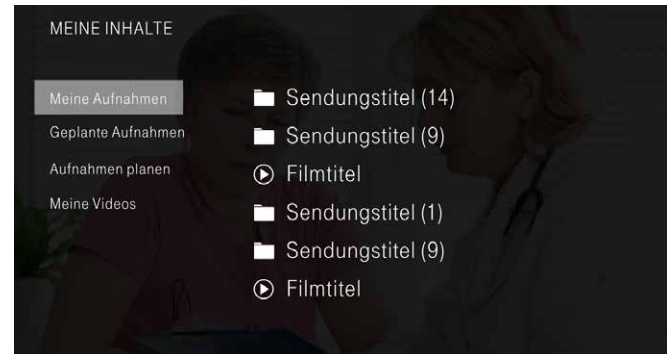 MEINE INHALTE
Meine Aufnahmen
Geplante Aufnahmen
Aufnahmen planen
Meine Videos
Sendungstitel (14)
Sendungstitel (9)
Filmtitel
Sendungstitel (1)
Sendungstitel (9)
Filmtitel